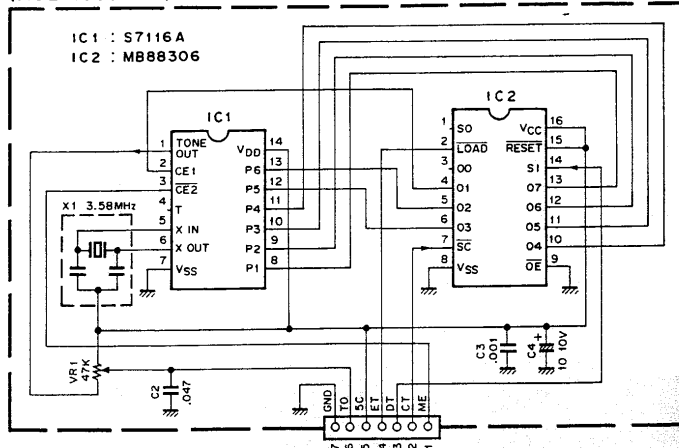 IC1 : S7116A
IC2 : MB88306
IC1
1 TONE OUT
2 CE1
3 CE2
4 T
5 X IN
6 X OUT
7 VSS
VDD 14
P6 13
P5 12
P4 11
P3 10
P2 9
P1 8
IC2
1 SO
2 LOAD
3 O0
4 O1
5 O2
6 O3
7 SC
8 VSS
VCC 16
RESET 15
SI 14
O7 13
O6 12
O5 11
O4 10
OE 9
X1 3.58MHz
VR1 47K
C2 .047
C3 .001
C4 + 10 10V
GND
TO
5C
ET
DT
CT
ME
7 6 5 4 3 2 1